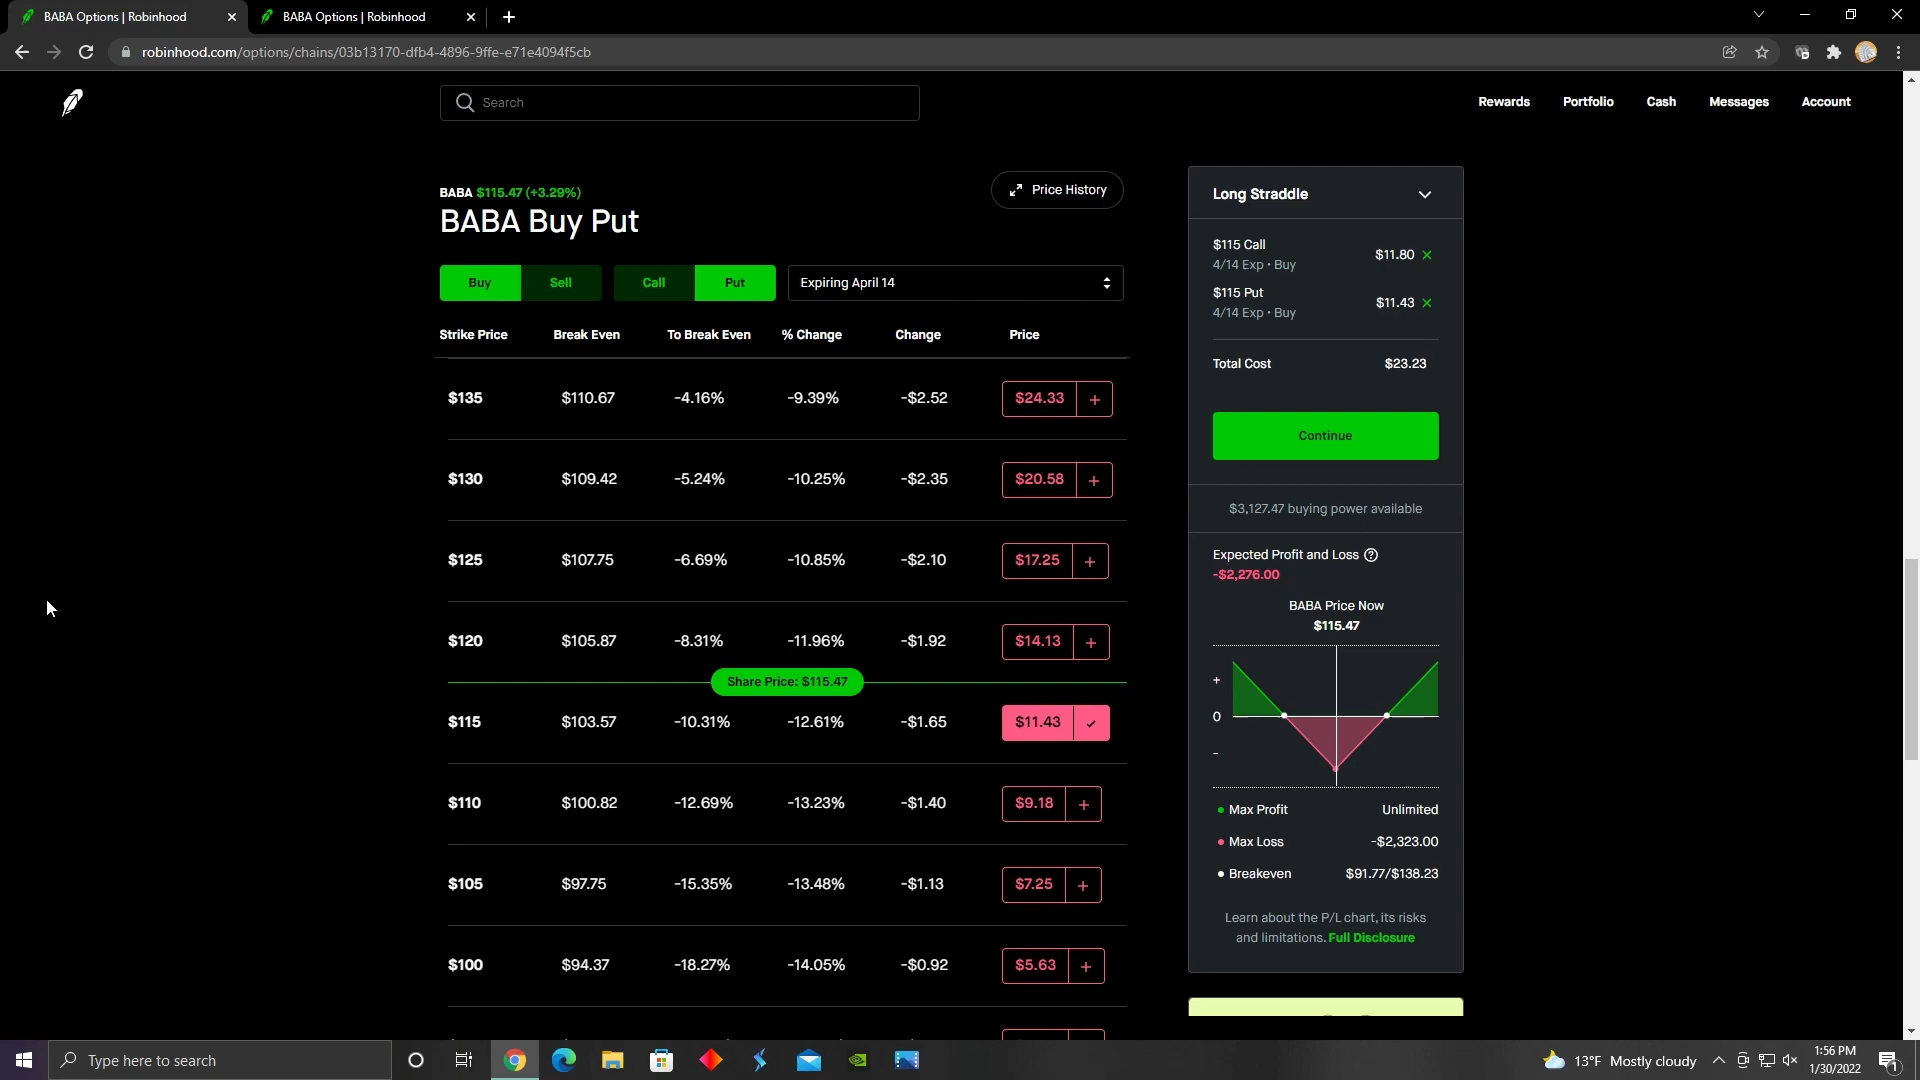 BABA Options | Robinhood
BABA Options | Robinhood
robinhood.com/options/chains/03b13170-dfb4-4896-9ffe-e71e4094f5cb
Search
Rewards Portfolio Cash Messages Account
BABA $115.47 (+3.29%)
BABA Buy Put
Price History
Buy Sell Call Put Expiring April 14
Strike Price Break Even To Break Even % Change Change Price
$135 $110.67 -4.16% -9.39% -$2.52 $24.33 +
$130 $109.42 -5.24% -10.25% -$2.35 $20.58 +
$125 $107.75 -6.69% -10.85% -$2.10 $17.25 +
$120 $105.87 -8.31% -11.96% -$1.92 $14.13 +
Share Price: $115.47
$115 $103.57 -10.31% -12.61% -$1.65 $11.43
$110 $100.82 -12.69% -13.23% -$1.40 $9.18 +
$105 $97.75 -15.35% -13.48% -$1.13 $7.25 +
$100 $94.37 -18.27% -14.05% -$0.92 $5.63 +
Long Straddle
$115 Call
4/14 Exp • Buy
$11.80
$115 Put
4/14 Exp • Buy
$11.43
Total Cost $23.23
Continue
$3,127.47 buying power available
Expected Profit and Loss
-$2,276.00
BABA Price Now
$115.47
+
0
-
Max Profit Unlimited
Max Loss -$2,323.00
Breakeven $91.77/$138.23
Learn about the P/L chart, its risks
and limitations. Full Disclosure
Type here to search
13°F Mostly cloudy
1:56 PM
1/30/2022
1